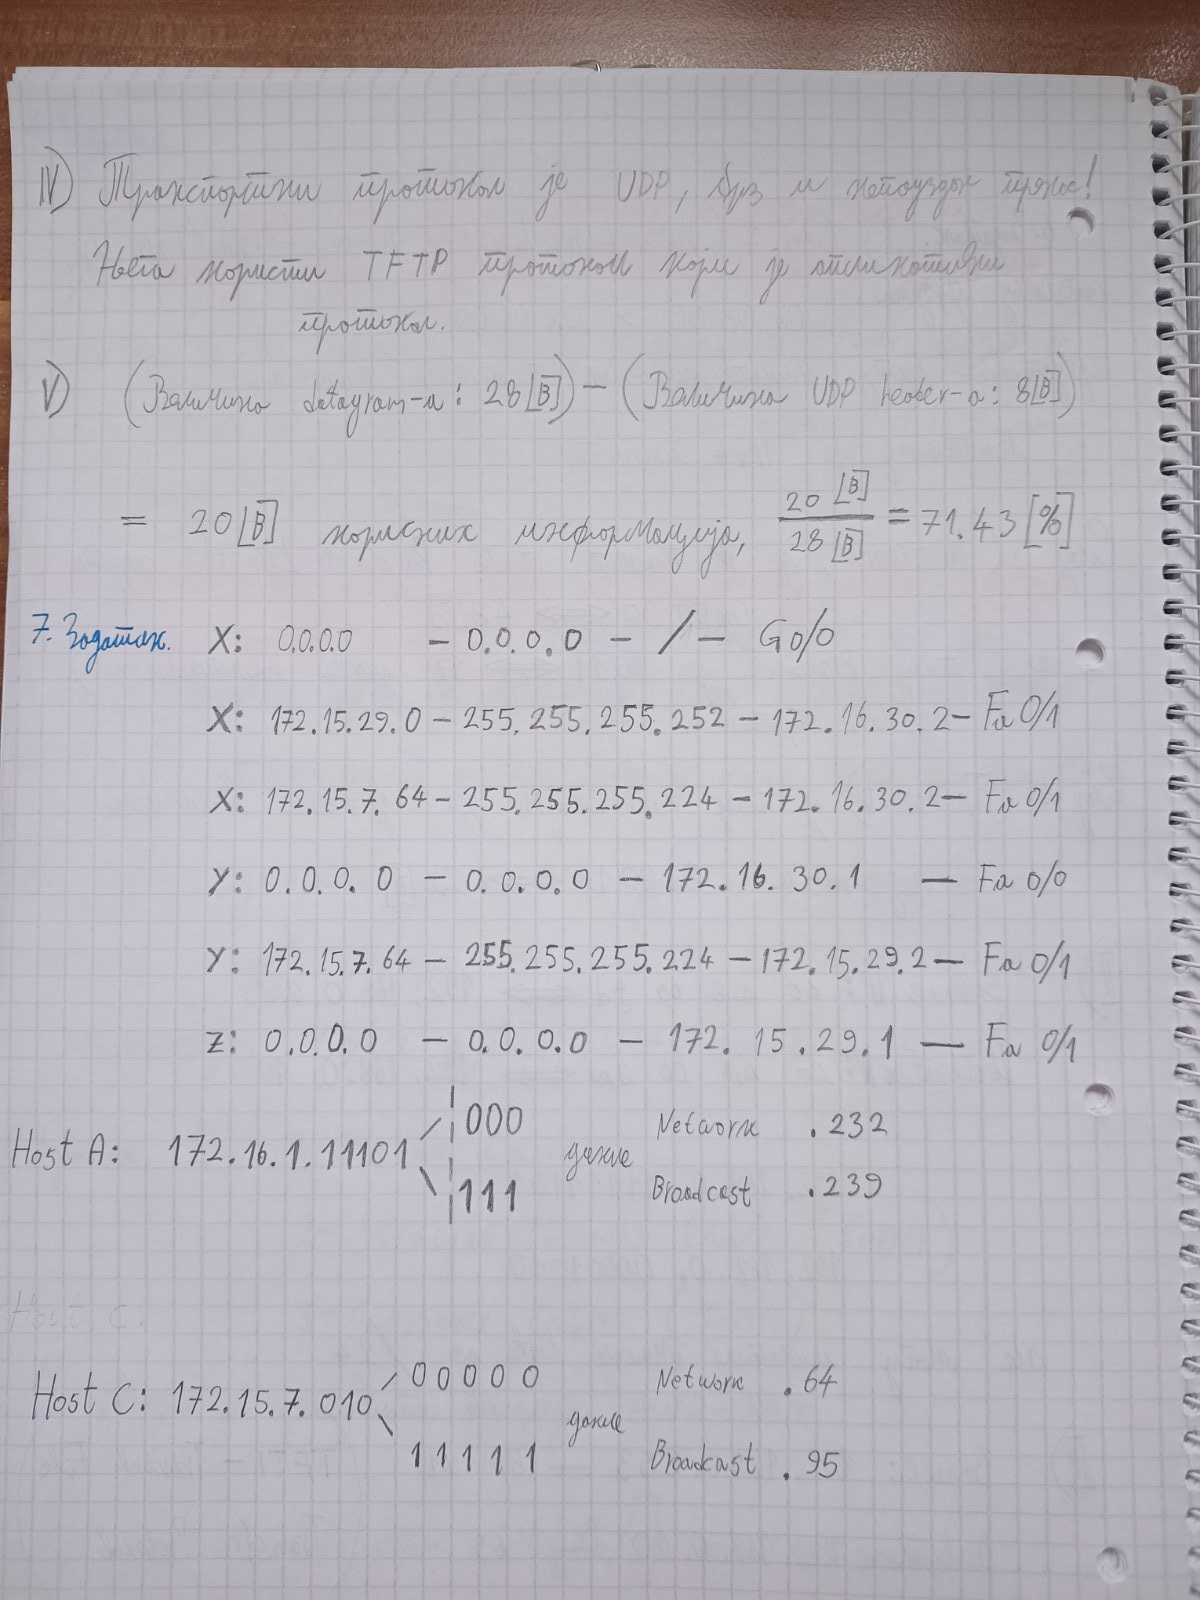 IV) Транспортни протокол је UDP, брз и непоуздан пренос!
Њега користи TFTP протокол који је апликативни
протокол.
V) (Величина datagram-а: 28[B]) - (Величина UDP header-а: 8[B])
= 20[B] корисних информација, 20 [B] / 28 [B] = 71.43 [%]
7. Задатак. X: 0.0.0.0 - 0.0.0.0 - / - G0/0
X: 172.15.29.0 - 255.255.255.252 - 172.16.30.2 - Fa 0/1
X: 172.15.7.64 - 255.255.255.224 - 172.16.30.2 - Fa 0/1
Y: 0.0.0.0 - 0.0.0.0 - 172.16.30.1 - Fa 0/0
Y: 172.15.7.64 - 255.255.255.224 - 172.15.29.2 - Fa 0/1
Z: 0.0.0.0 - 0.0.0.0 - 172.15.29.1 - Fa 0/1
000 Network .232
Host A: 172.16.1.11101 дакле
111 Broadcast .239
Host C:
00000 Network .64
Host C: 172.15.7.010 дакле
11111 Broadcast .95